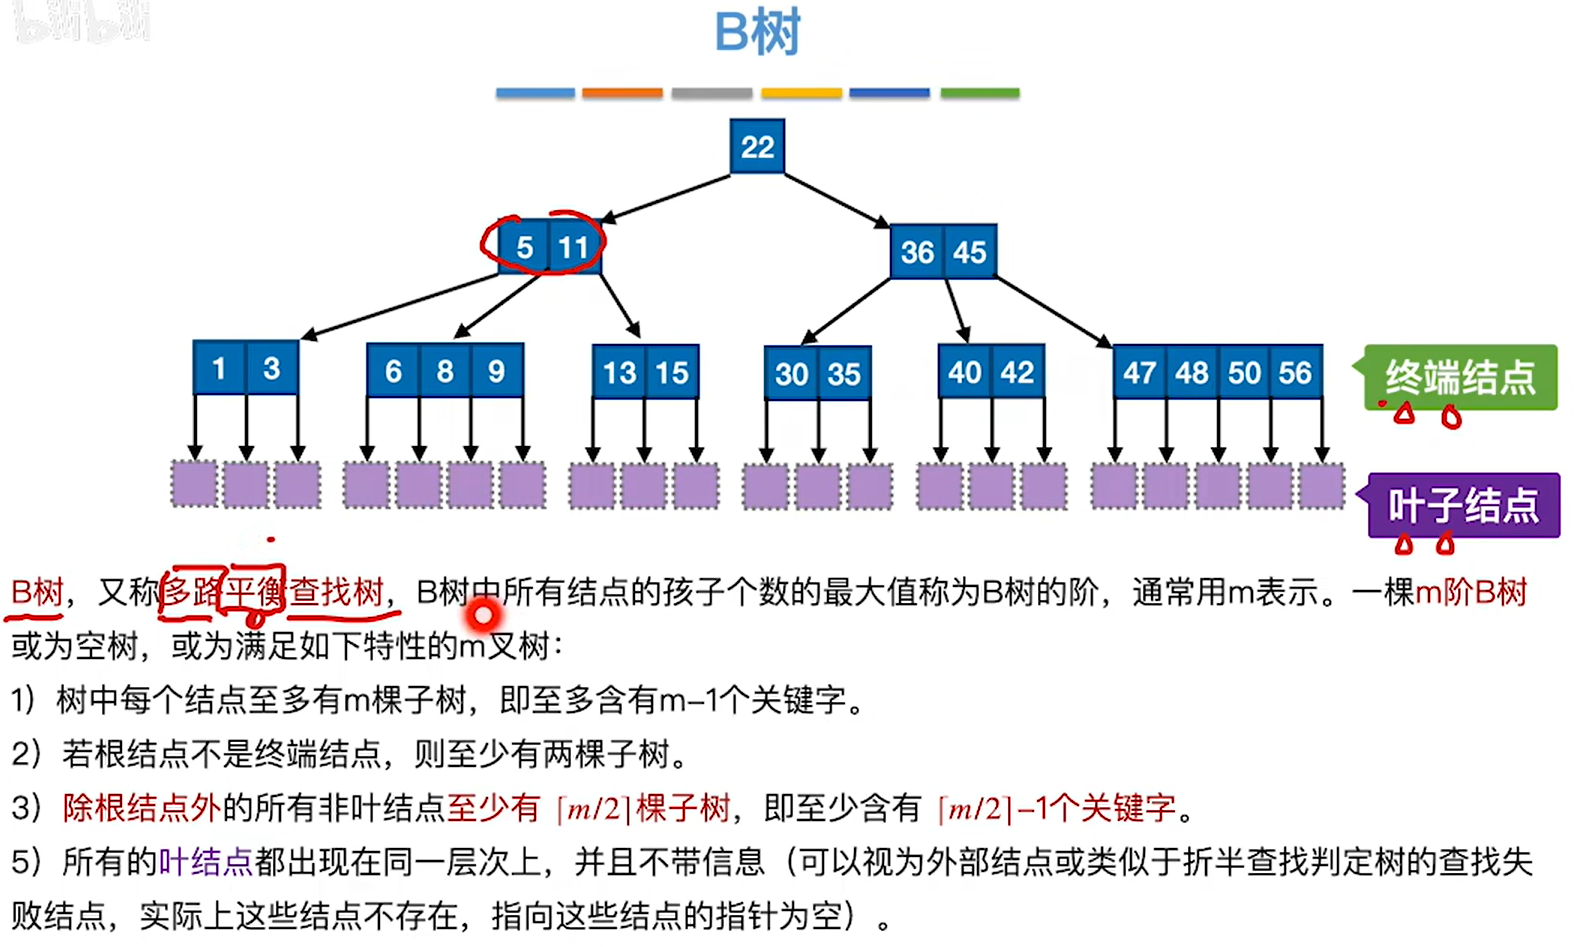 B树
22
5 11
36 45
1 3
6 8 9
13 15
30 35
40 42
47 48 50 56
终端结点
叶子结点
B树，又称多路平衡查找树，B树中所有结点的孩子个数的最大值称为B树的阶，通常用m表示。一棵m阶B树
或为空树，或为满足如下特性的m叉树：
1）树中每个结点至多有m棵子树，即至多含有m–1个关键字。
2）若根结点不是终端结点，则至少有两棵子树。
3）除根结点外的所有非叶结点至少有 ⌈m/2⌉棵子树，即至少含有 ⌈m/2⌉–1个关键字。
5）所有的叶结点都出现在同一层次上，并且不带信息（可以视为外部结点或类似于折半查找判定树的查找失
败结点，实际上这些结点不存在，指向这些结点的指针为空）。